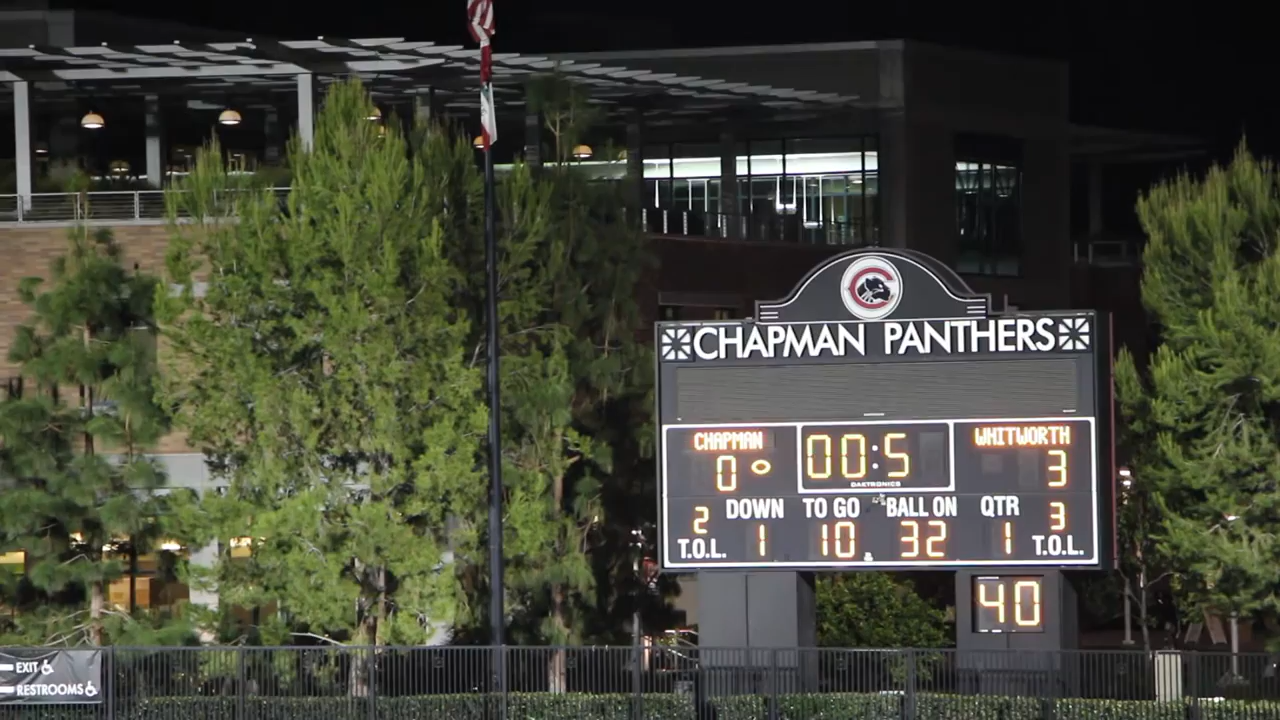 CHAPMAN PANTHERS
CHAPMAN 00:5 WHITWORTH
0 3
DAKTRONICS
DOWN TO GO BALL ON QTR
2 1 10 32 1 3
T.O.L. T.O.L.
40
EXIT
RESTROOMS